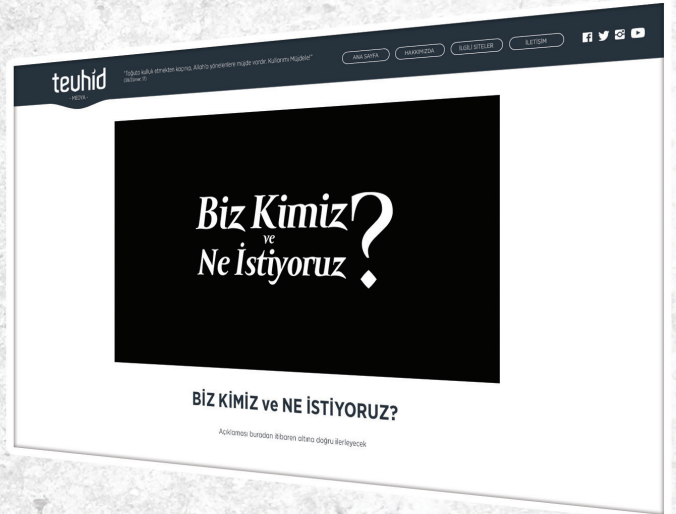 teuhid
- MEDYA -
"Tağuta kulluk etmekten kaçınıp, Allah'a yönelenlere müjde vardır. Kullarımı Müjdele!"
ANA SAYFA
HAKKIMIZDA
İLGİLİ SİTELER
İLETİŞİM
Biz Kimiz
ve
Ne İstiyoruz ?
BİZ KİMİZ ve NE İSTİYORUZ?
Açıklaması buradan itibaren altına doğru ilerleyecek